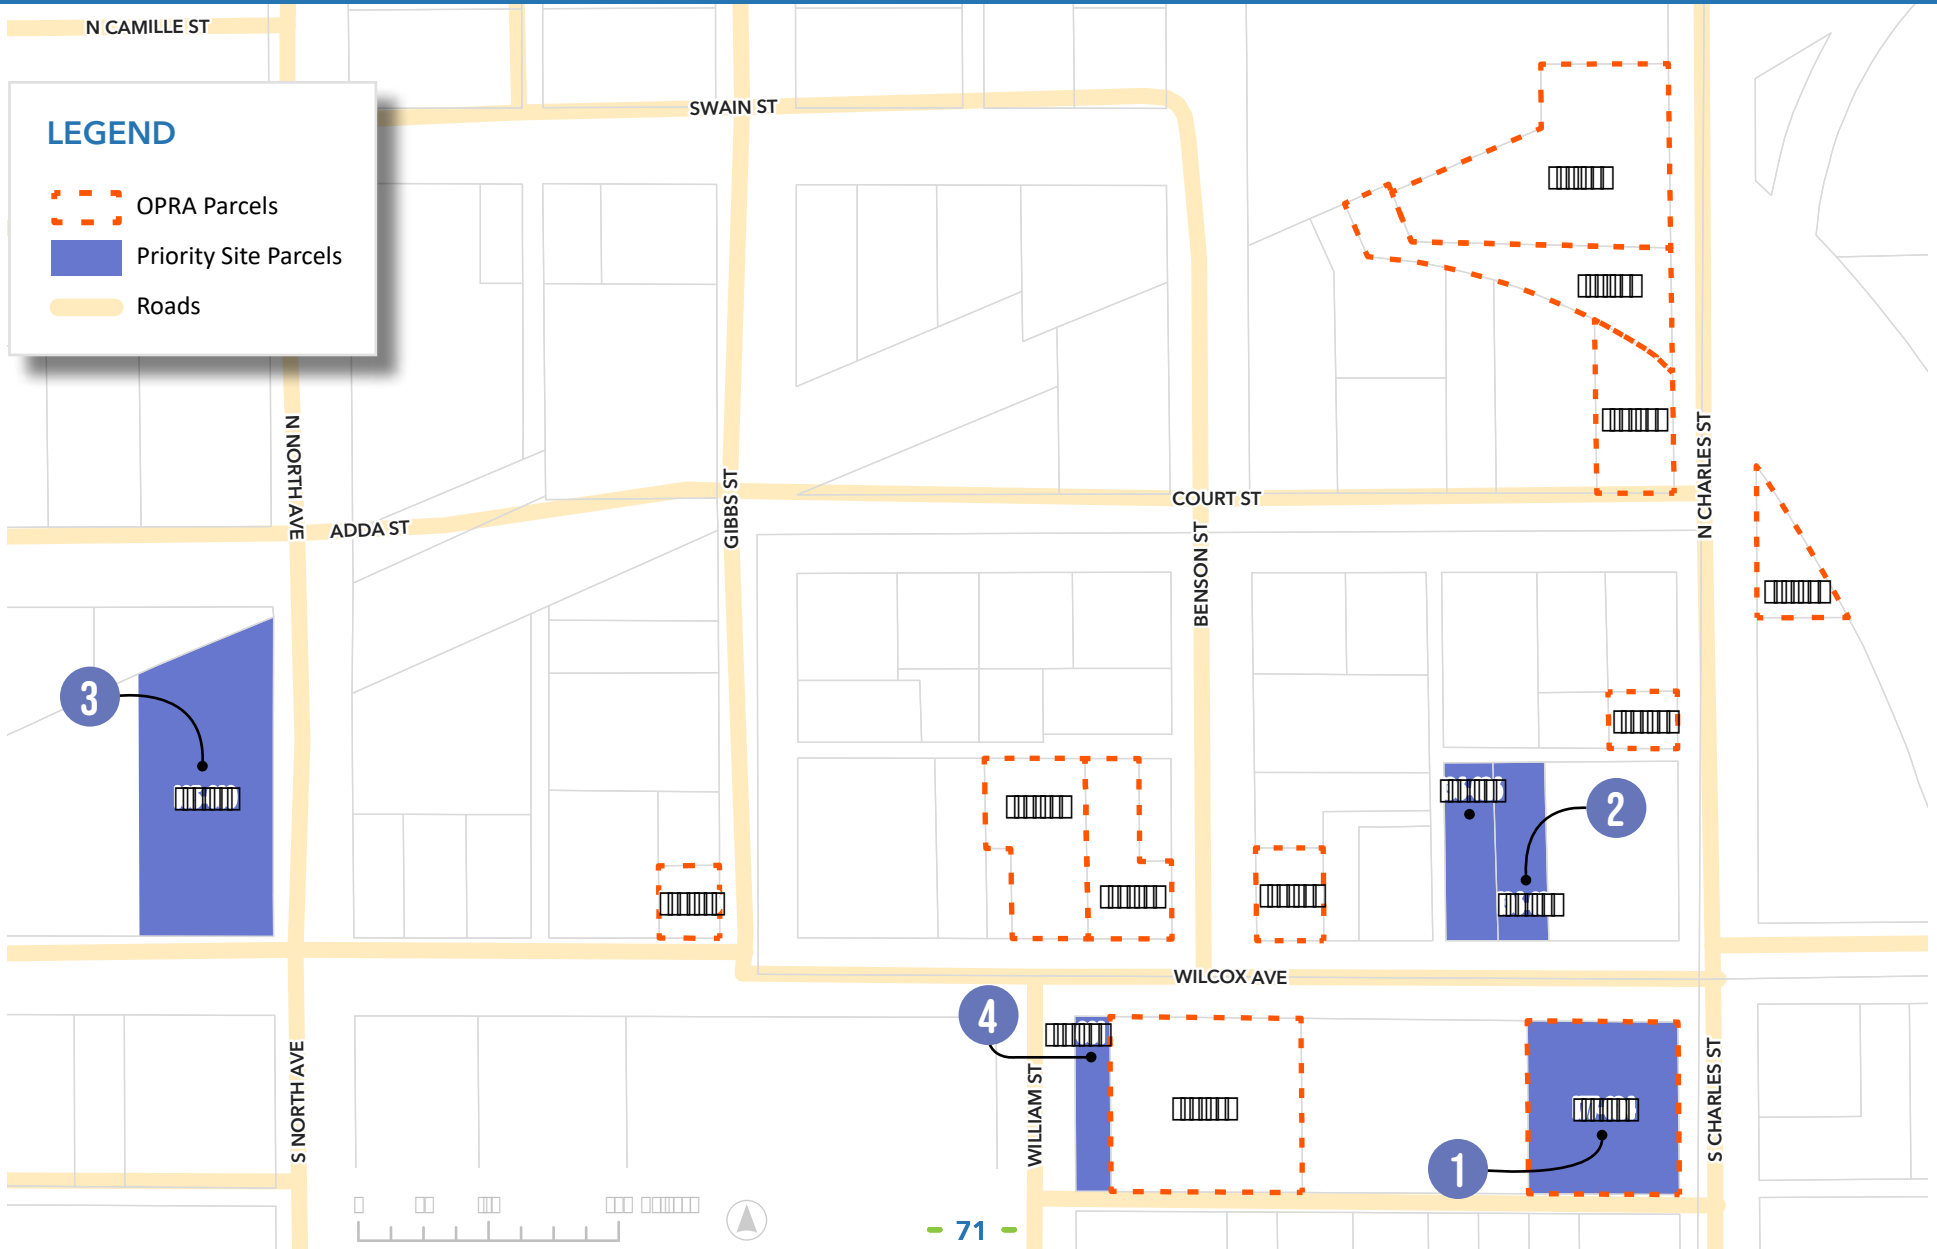 N CAMILLE ST
SWAIN ST
LEGEND
OPRA Parcels
Priority Site Parcels
Roads
N NORTH AVE
ADDA ST
GIBBS ST
COURT ST
BENSON ST
N CHARLES ST
3
2
WILCOX AVE
4
S NORTH AVE
WILLIAM ST
1
S CHARLES ST
71